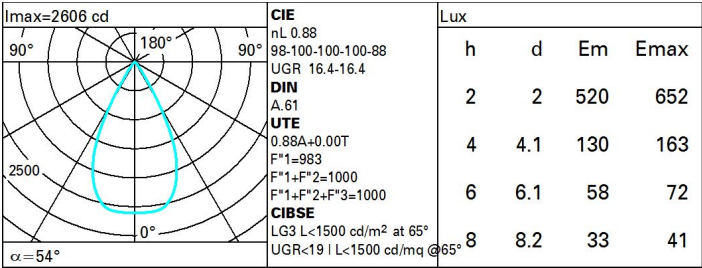 Imax=2606 cd
90°
180°
90°
2500
0°
α=54°
CIE
nL 0.88
98-100-100-100-88
UGR 16.4-16.4
DIN
A.61
UTE
0.88A+0.00T
F"1=983
F"1+F"2=1000
F"1+F"2+F"3=1000
CIBSE
LG3 L<1500 cd/m² at 65°
UGR<19 | L<1500 cd/mq @65°
Lux
h d Em Emax
2 2 520 652
4 4.1 130 163
6 6.1 58 72
8 8.2 33 41